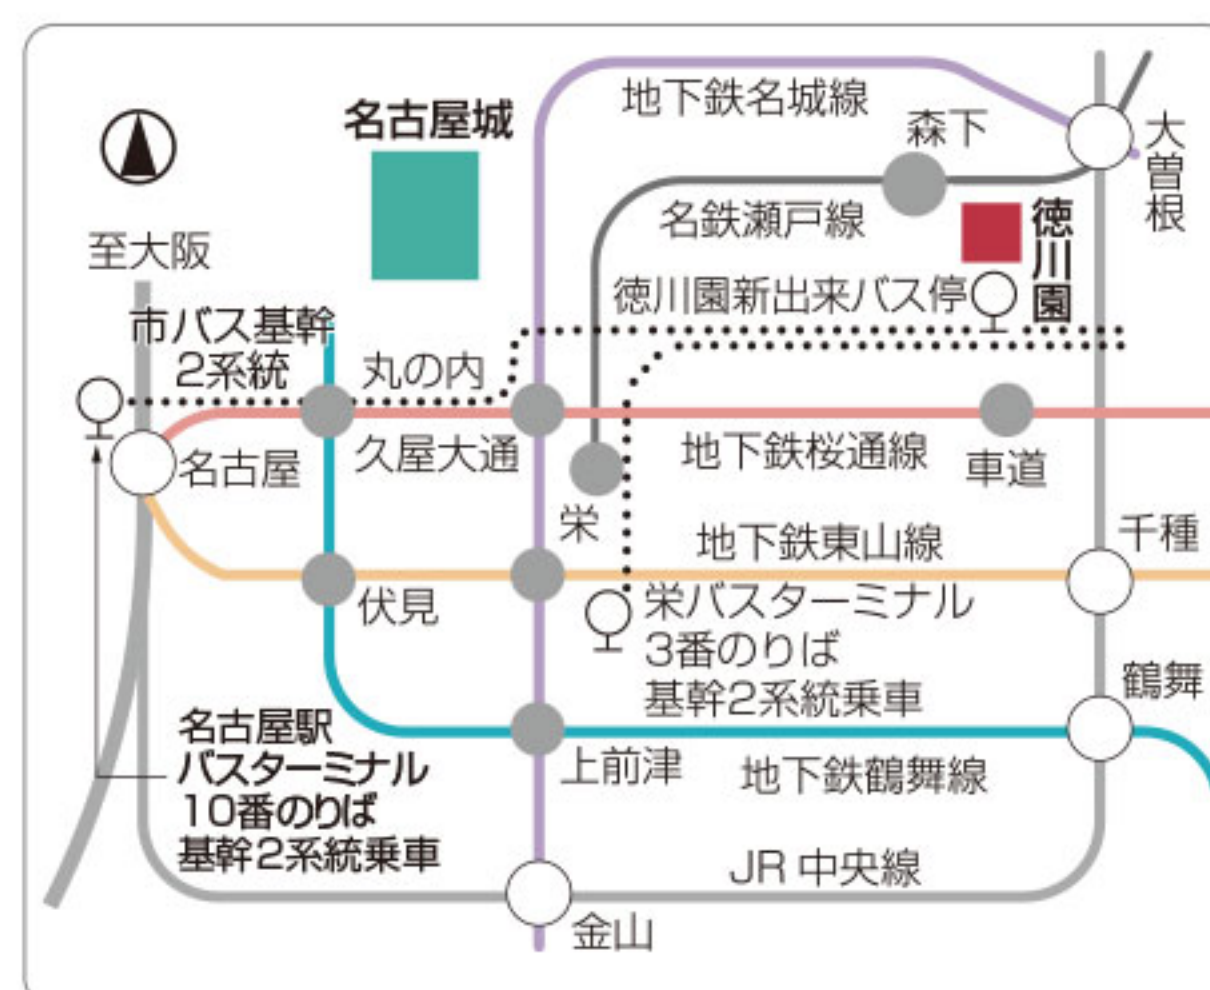 地下鉄名城線
名古屋城
森下
大曽根
名鉄瀬戸線
徳川園
至大阪
徳川園新出来バス停
市バス基幹
2系統
丸の内
久屋大通
地下鉄桜通線
車道
名古屋
栄
地下鉄東山線
千種
伏見
栄バスターミナル
3番のりば
基幹2系統乗車
鶴舞
名古屋駅
バスターミナル
10番のりば
基幹2系統乗車
上前津
地下鉄鶴舞線
JR 中央線
金山